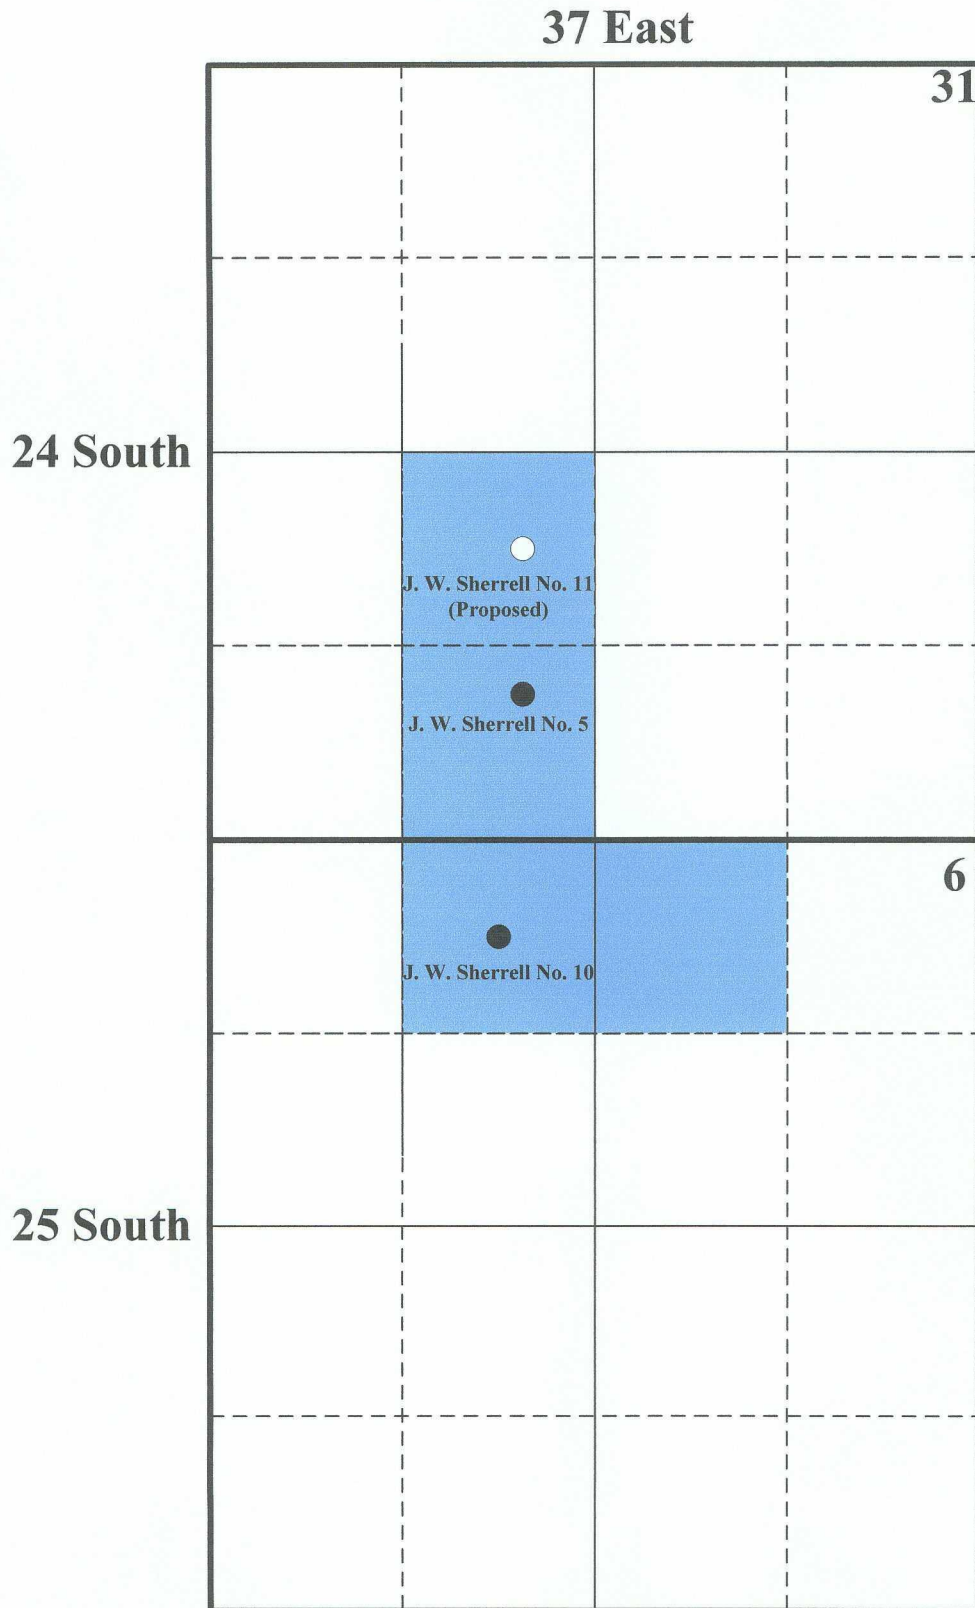 37 East
31
24 South
J. W. Sherrell No. 11
(Proposed)
J. W. Sherrell No. 5
6
J. W. Sherrell No. 10
25 South